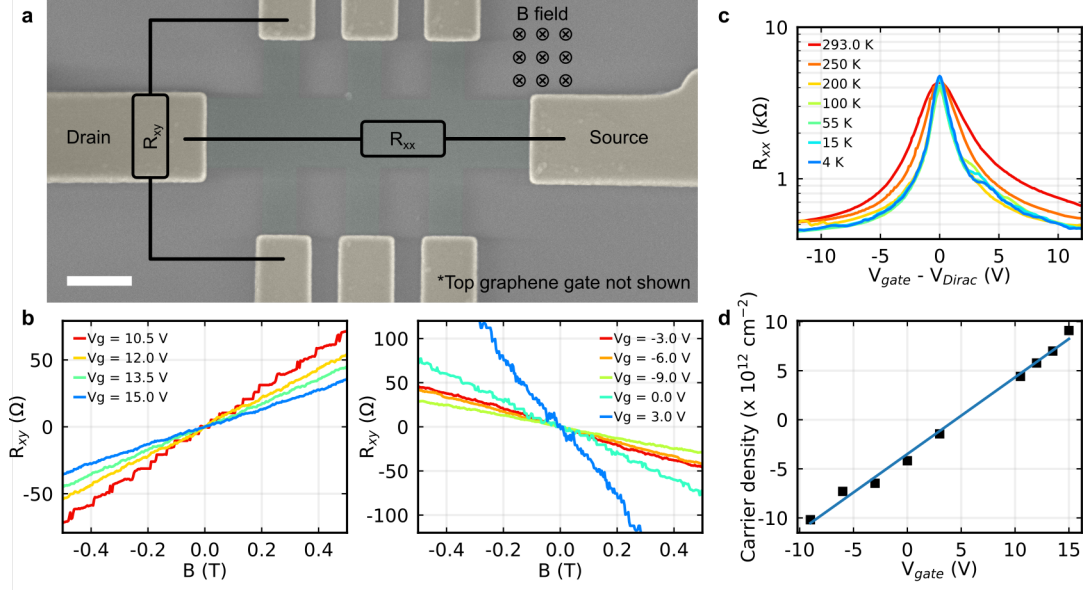 a
B field
Drain
R_xy
R_xx
Source
*Top graphene gate not shown
b
Vg = 10.5 V
Vg = 12.0 V
Vg = 13.5 V
Vg = 15.0 V
50
0
-50
R_xy (Ω)
-0.4 -0.2 0.0 0.2 0.4
B (T)
Vg = -3.0 V
Vg = -6.0 V
Vg = -9.0 V
Vg = 0.0 V
Vg = 3.0 V
100
50
0
-50
-100
R_xy (Ω)
-0.4 -0.2 0.0 0.2 0.4
B (T)
c
293.0 K
250 K
200 K
100 K
55 K
15 K
4 K
10
1
R_xx (kΩ)
-10 -5 0 5 10
V_gate - V_Dirac (V)
d
10
5
0
-5
-10
Carrier density (x 10^12 cm^-2)
-10 -5 0 5 10 15
V_gate (V)